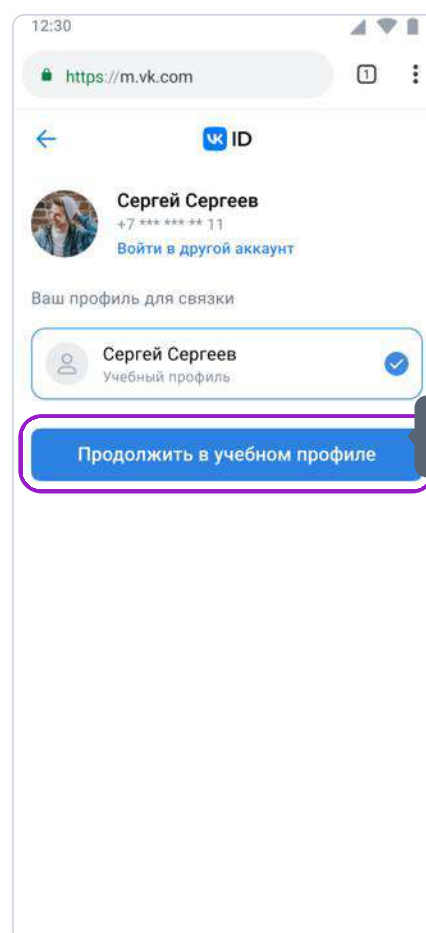 12:30
https://m.vk.com
1
VK ID
Сергей Сергеев
+7 *** *** ** 11
Войти в другой аккаунт
Ваш профиль для связки
Сергей Сергеев
Учебный профиль
Продолжить в учебном профиле